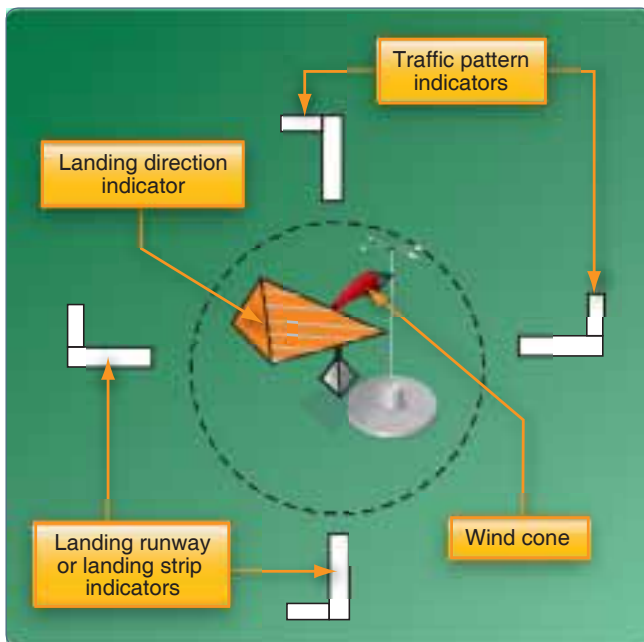 Traffic pattern
indicators
Landing direction
indicator
Landing runway
or landing strip
indicators
Wind cone